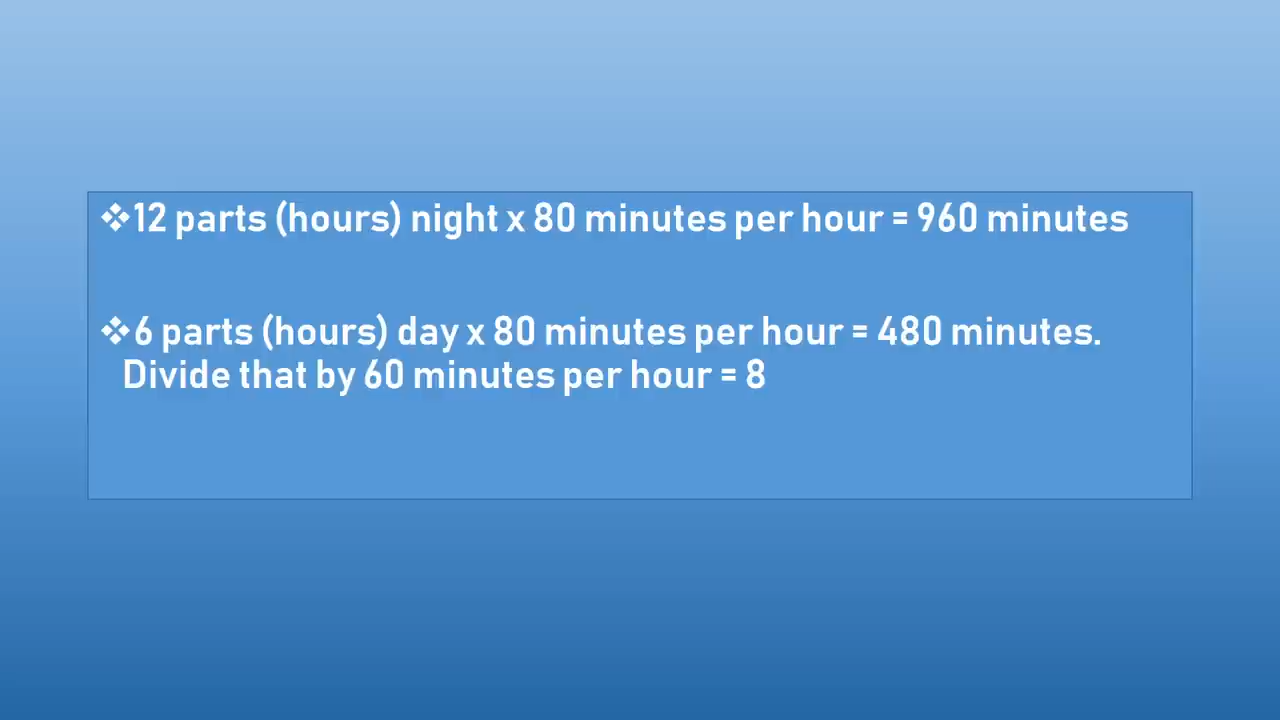 ❖12 parts (hours) night x 80 minutes per hour = 960 minutes
❖6 parts (hours) day x 80 minutes per hour = 480 minutes.
Divide that by 60 minutes per hour = 8